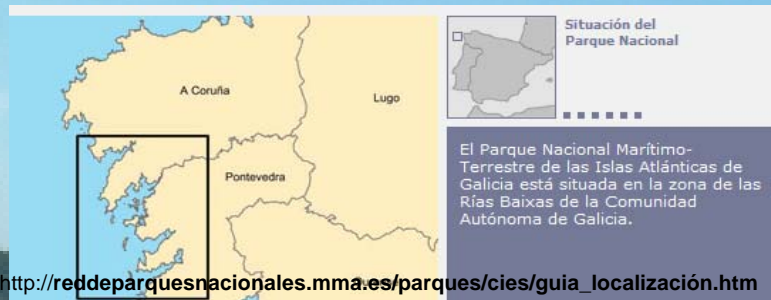 Situación del
Parque Nacional
A Coruña
Lugo
Pontevedra
El Parque Nacional Marítimo-
Terrestre de las Islas Atlánticas de
Galicia está situada en la zona de las
Rías Baixas de la Comunidad
Autónoma de Galicia.
http://reddeparquesnacionales.mma.es/parques/cies/guia_localización.htm